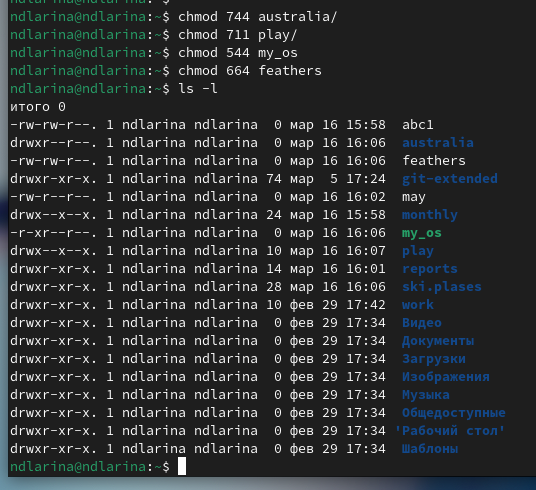 ndlarina@ndlarina:~$ chmod 744 australia/
ndlarina@ndlarina:~$ chmod 711 play/
ndlarina@ndlarina:~$ chmod 544 my_os
ndlarina@ndlarina:~$ chmod 664 feathers
ndlarina@ndlarina:~$ ls -l
итого 0
-rw-rw-r--. 1 ndlarina ndlarina  0 мар 16 15:58  abc1
drwxr--r--. 1 ndlarina ndlarina  0 мар 16 16:06  australia
-rw-rw-r--. 1 ndlarina ndlarina  0 мар 16 16:06  feathers
drwxr-xr-x. 1 ndlarina ndlarina 74 мар  5 17:24  git-extended
-rw-r--r--. 1 ndlarina ndlarina  0 мар 16 16:02  may
drwx--x--x. 1 ndlarina ndlarina 24 мар 16 15:58  monthly
-r-xr--r--. 1 ndlarina ndlarina  0 мар 16 16:06  my_os
drwx--x--x. 1 ndlarina ndlarina 10 мар 16 16:07  play
drwxr-xr-x. 1 ndlarina ndlarina 14 мар 16 16:01  reports
drwxr-xr-x. 1 ndlarina ndlarina 28 мар 16 16:06  ski.plases
drwxr-xr-x. 1 ndlarina ndlarina 10 фев 29 17:42  work
drwxr-xr-x. 1 ndlarina ndlarina  0 фев 29 17:34  Видео
drwxr-xr-x. 1 ndlarina ndlarina  0 фев 29 17:34  Документы
drwxr-xr-x. 1 ndlarina ndlarina  0 фев 29 17:34  Загрузки
drwxr-xr-x. 1 ndlarina ndlarina  0 фев 29 17:34  Изображения
drwxr-xr-x. 1 ndlarina ndlarina  0 фев 29 17:34  Музыка
drwxr-xr-x. 1 ndlarina ndlarina  0 фев 29 17:34  Общедоступные
drwxr-xr-x. 1 ndlarina ndlarina  0 фев 29 17:34 'Рабочий стол'
drwxr-xr-x. 1 ndlarina ndlarina  0 фев 29 17:34  Шаблоны
ndlarina@ndlarina:~$